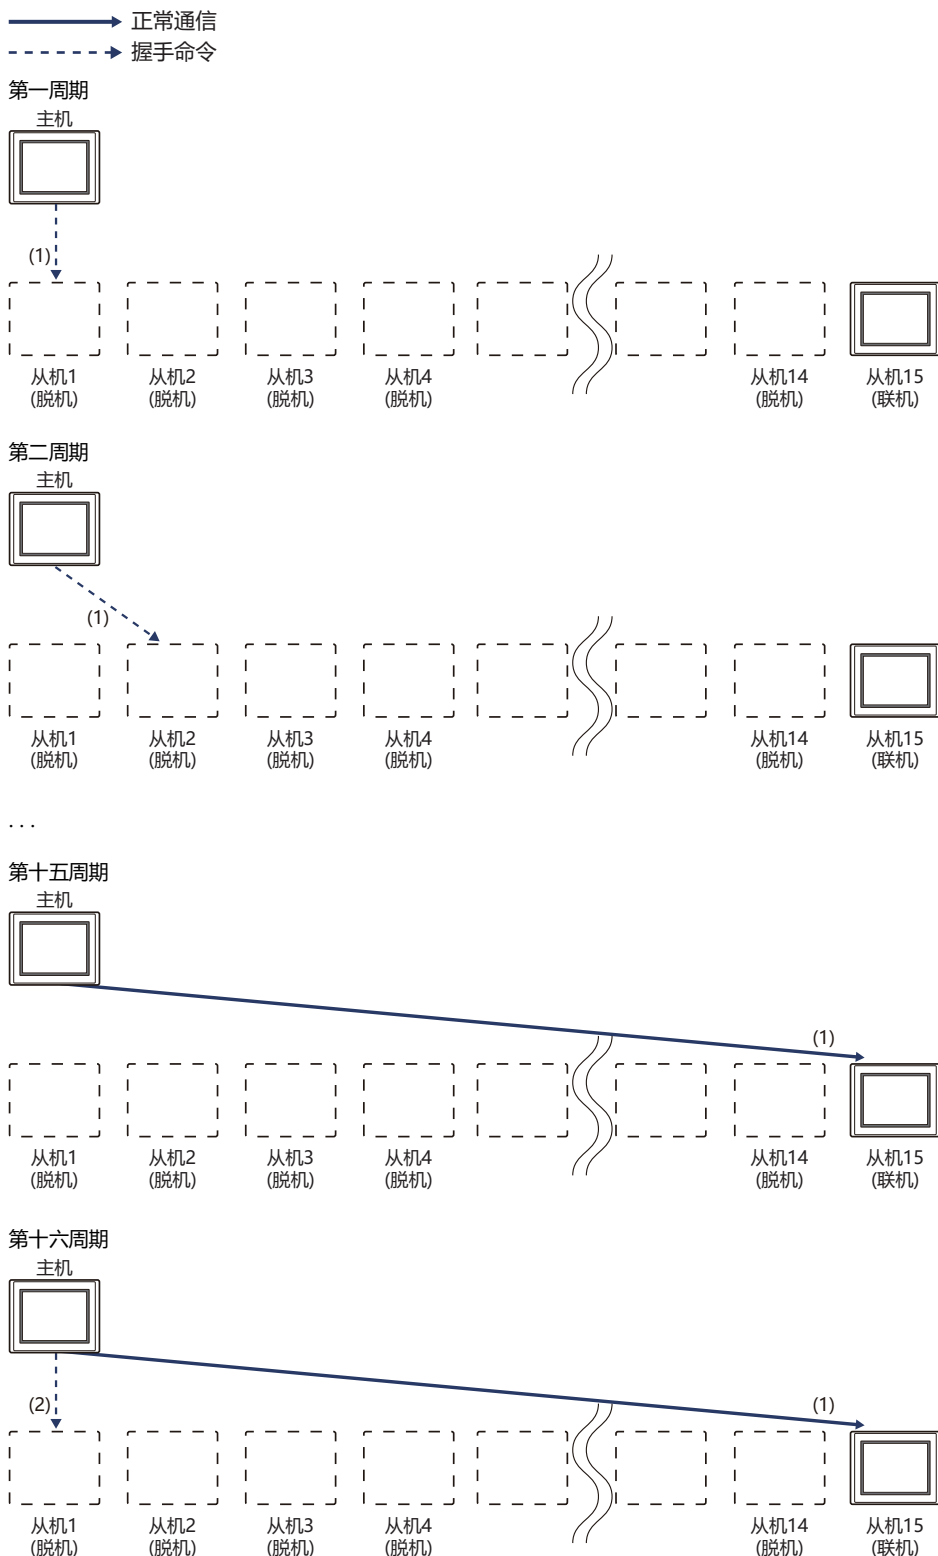 正常通信
握手命令
第一周期
主机
(1)
从机1 从机2 从机3 从机4 从机14 从机15
(脱机) (脱机) (脱机) (脱机) (脱机) (联机)
第二周期
主机
(1)
从机1 从机2 从机3 从机4 从机14 从机15
(脱机) (脱机) (脱机) (脱机) (脱机) (联机)
...
第十五周期
主机
(1)
从机1 从机2 从机3 从机4 从机14 从机15
(脱机) (脱机) (脱机) (脱机) (脱机) (联机)
第十六周期
主机
(2) (1)
从机1 从机2 从机3 从机4 从机14 从机15
(脱机) (脱机) (脱机) (脱机) (脱机) (联机)